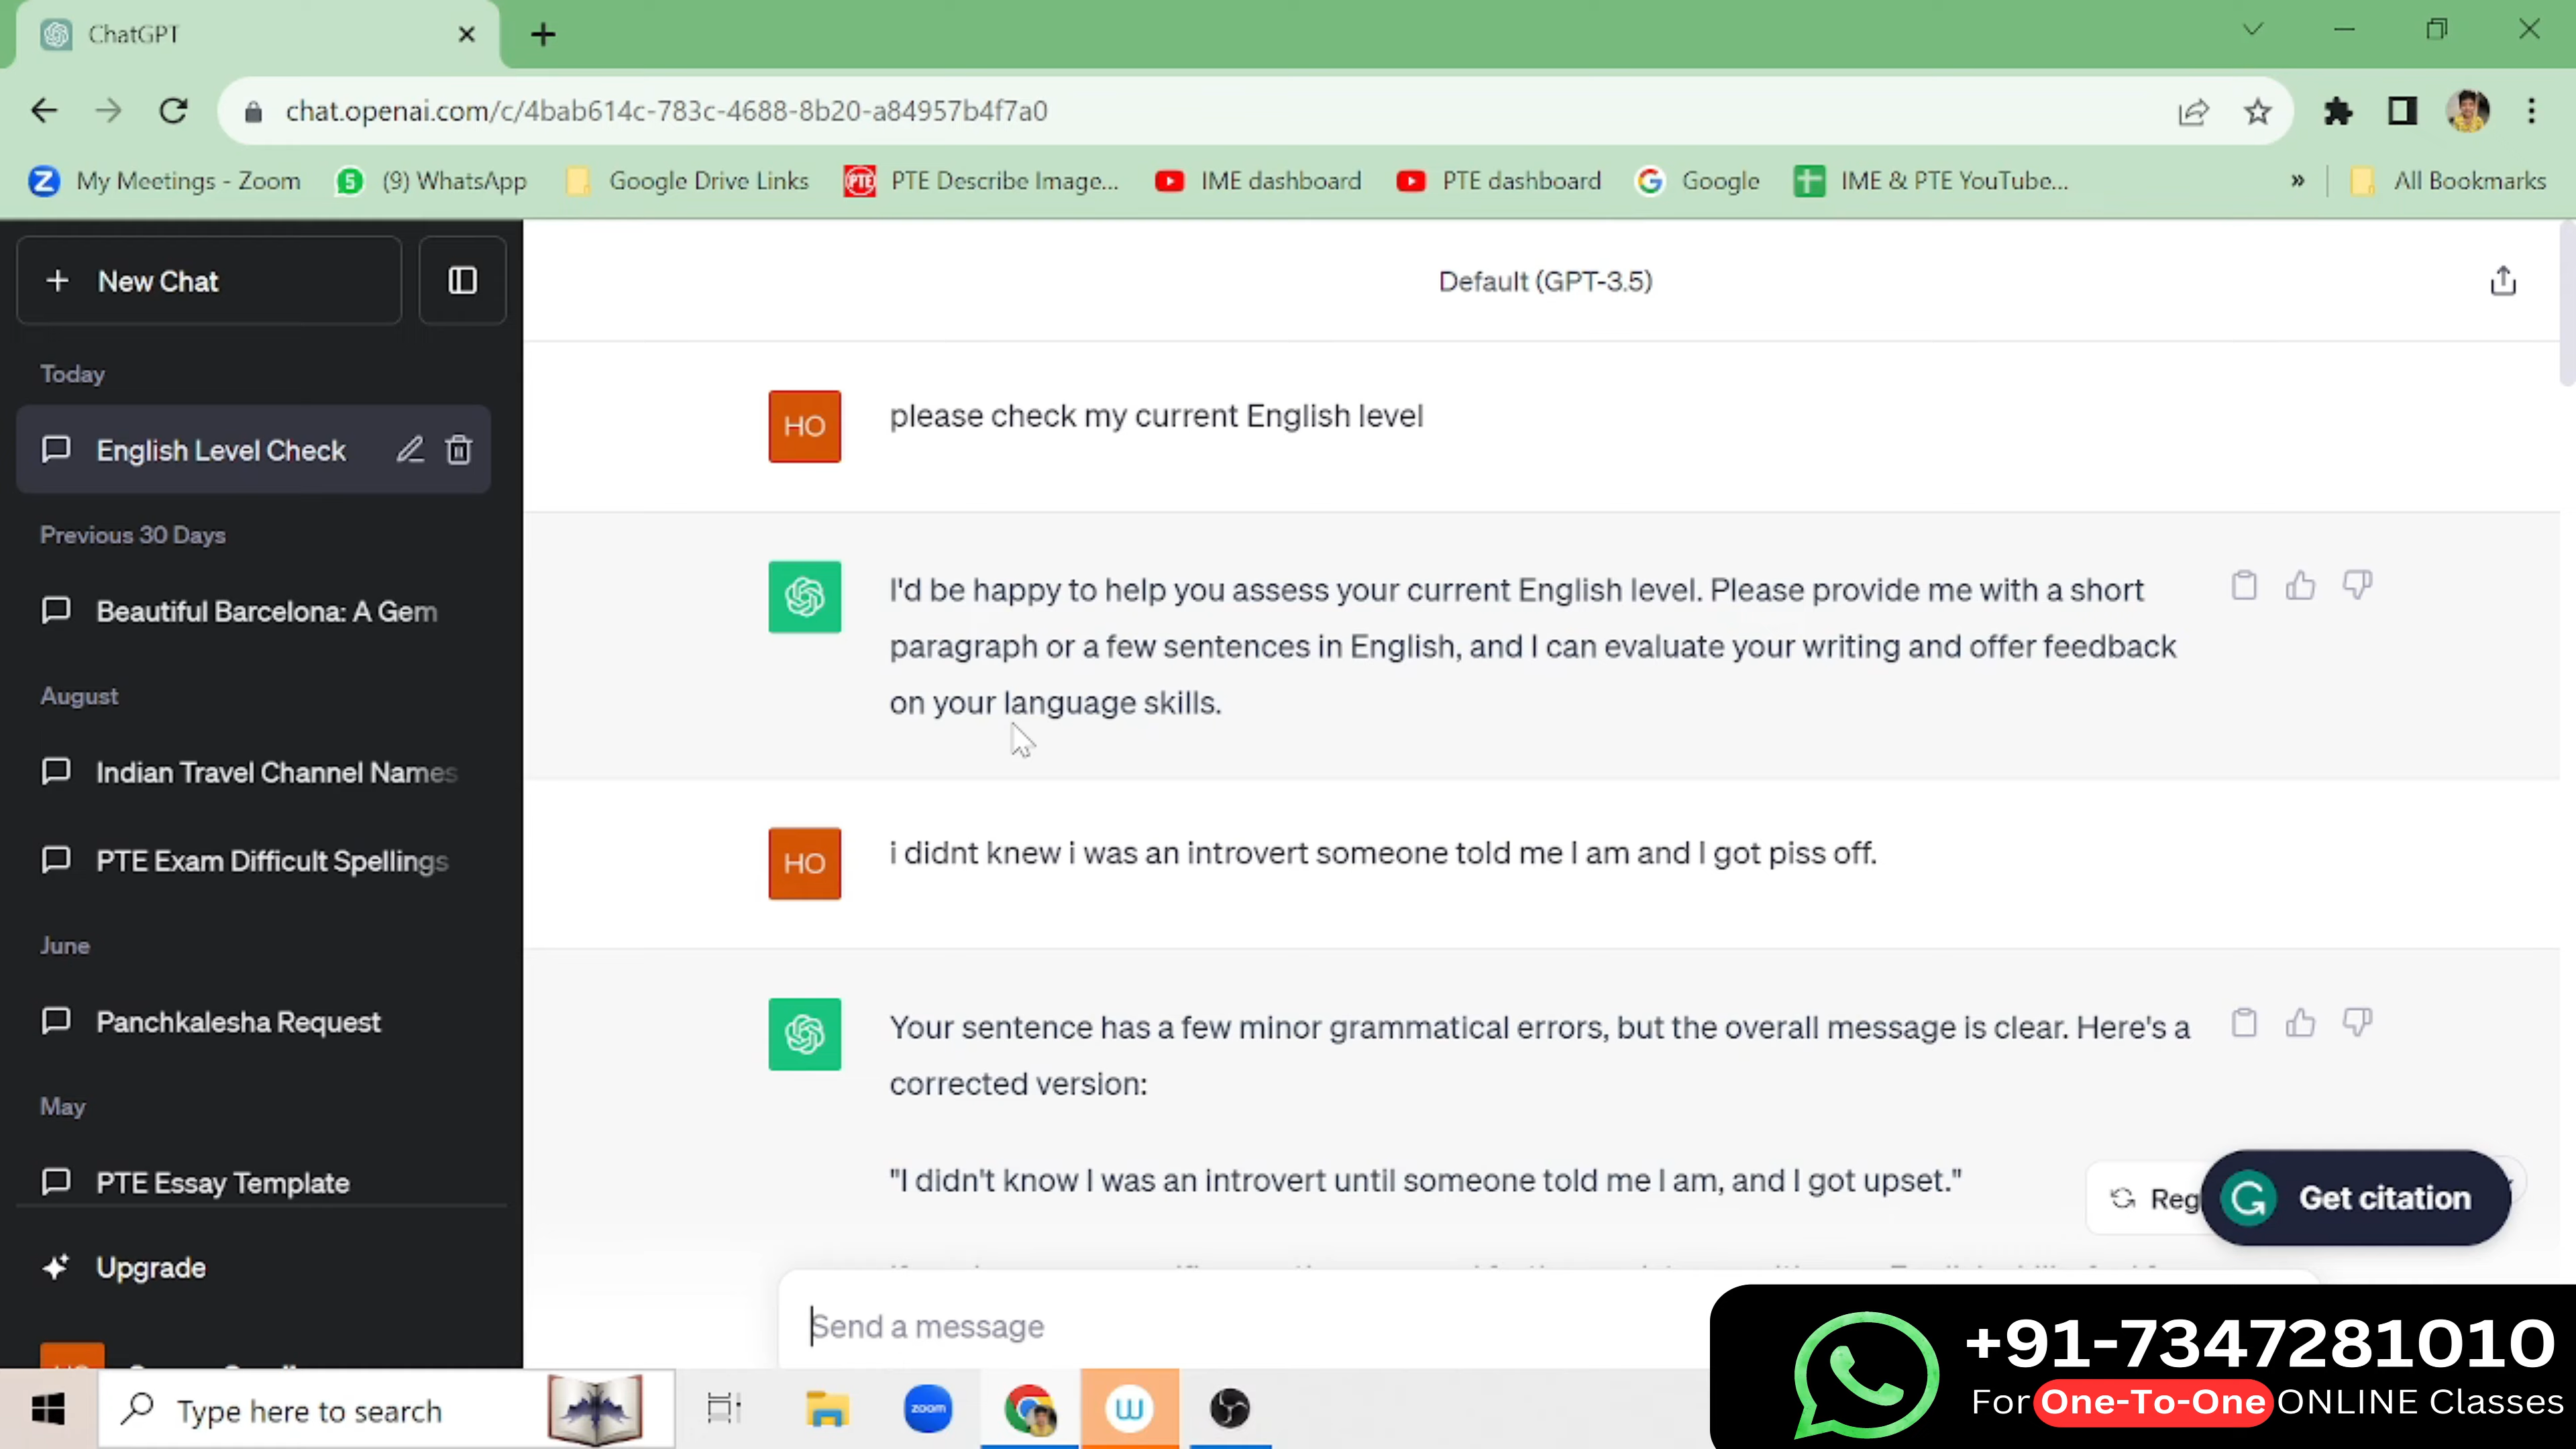 ChatGPT
chat.openai.com/c/4bab614c-783c-4688-8b20-a84957b4f7a0
My Meetings - Zoom
(9) WhatsApp
Google Drive Links
PTE
PTE Describe Image...
IME dashboard
PTE dashboard
Google
IME & PTE YouTube...
»
All Bookmarks
New Chat
Default (GPT-3.5)
Today
English Level Check
Previous 30 Days
Beautiful Barcelona: A Gem
August
Indian Travel Channel Names
PTE Exam Difficult Spellings
June
Panchkalesha Request
May
PTE Essay Template
Upgrade
HO
please check my current English level
I'd be happy to help you assess your current English level. Please provide me with a short
paragraph or a few sentences in English, and I can evaluate your writing and offer feedback
on your language skills.
HO
i didnt knew i was an introvert someone told me I am and I got piss off.
Your sentence has a few minor grammatical errors, but the overall message is clear. Here's a
corrected version:
"I didn't know I was an introvert until someone told me I am, and I got upset."
Reg
Get citation
Send a message
+91-7347281010
For One-To-One ONLINE Classes
Type here to search
zoom